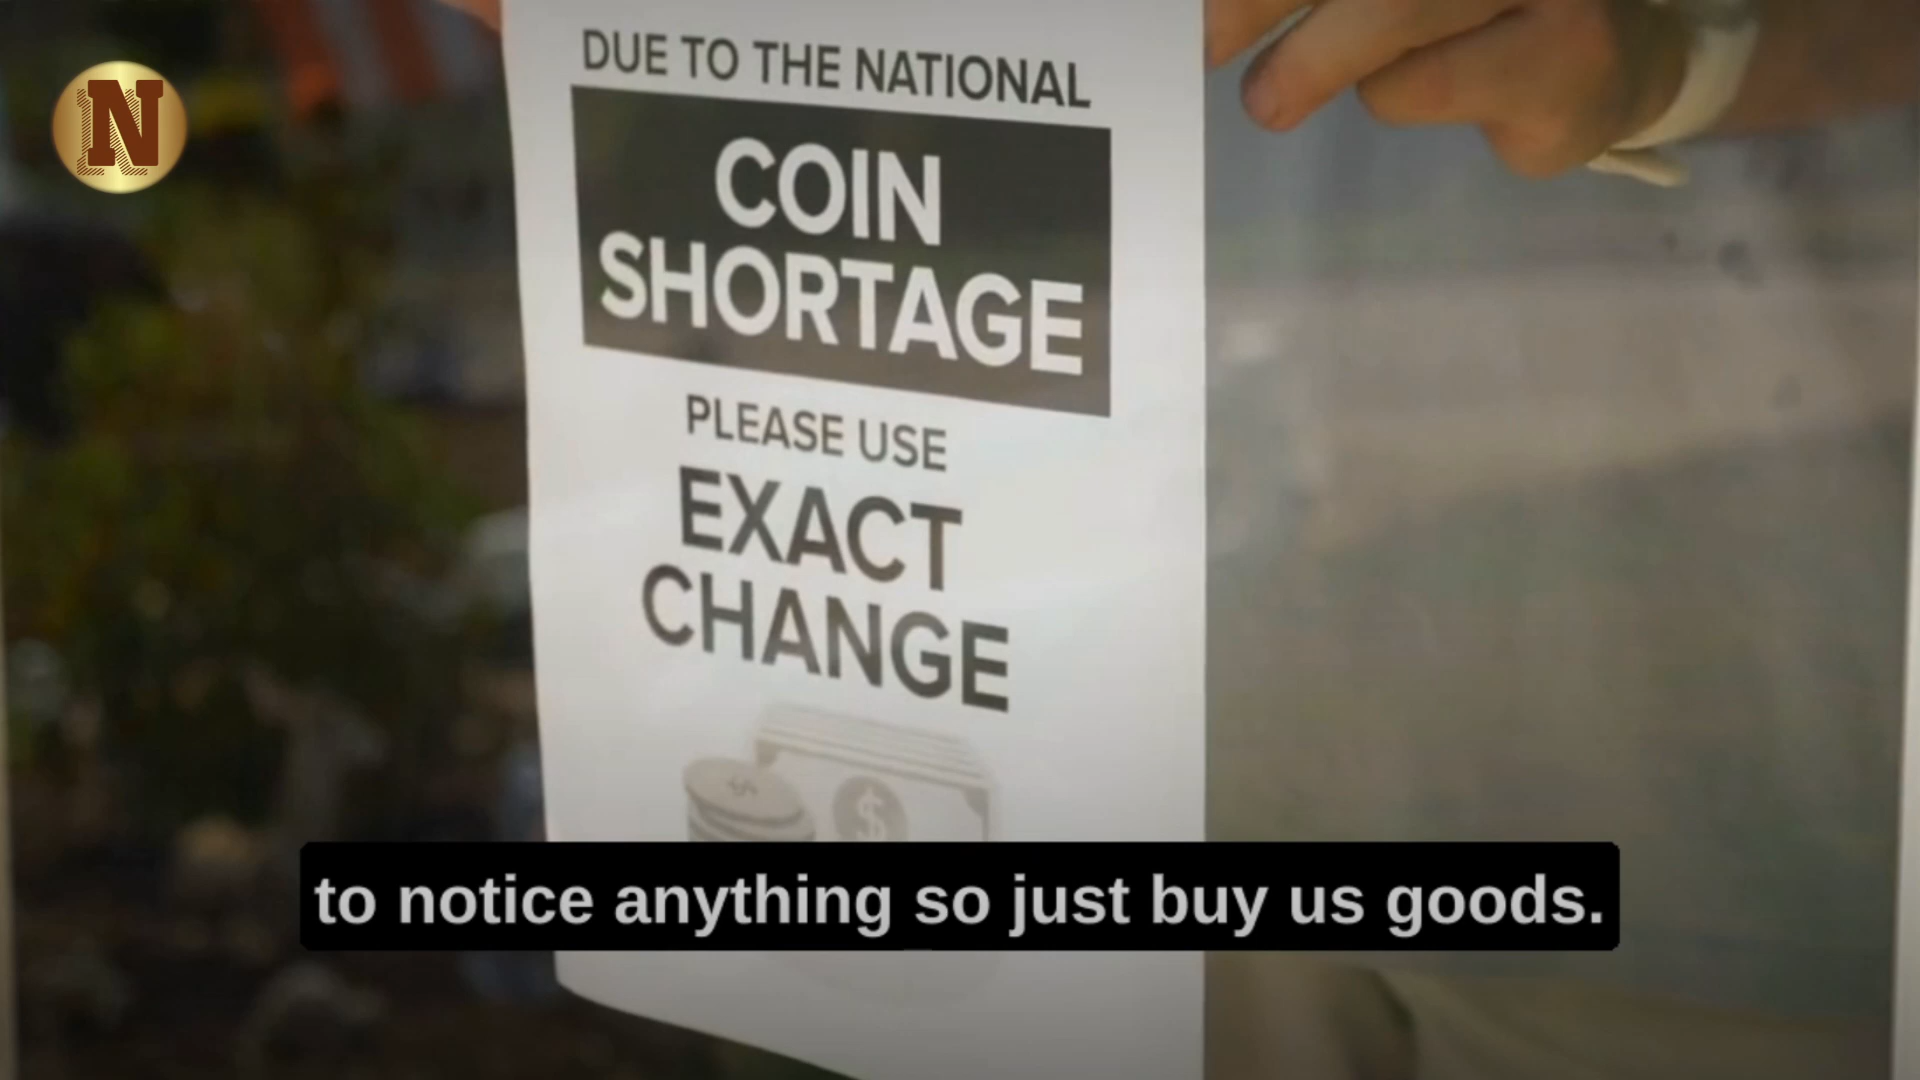 N
DUE TO THE NATIONAL
COIN
SHORTAGE
PLEASE USE
EXACT
CHANGE
$
$
to notice anything so just buy us goods.